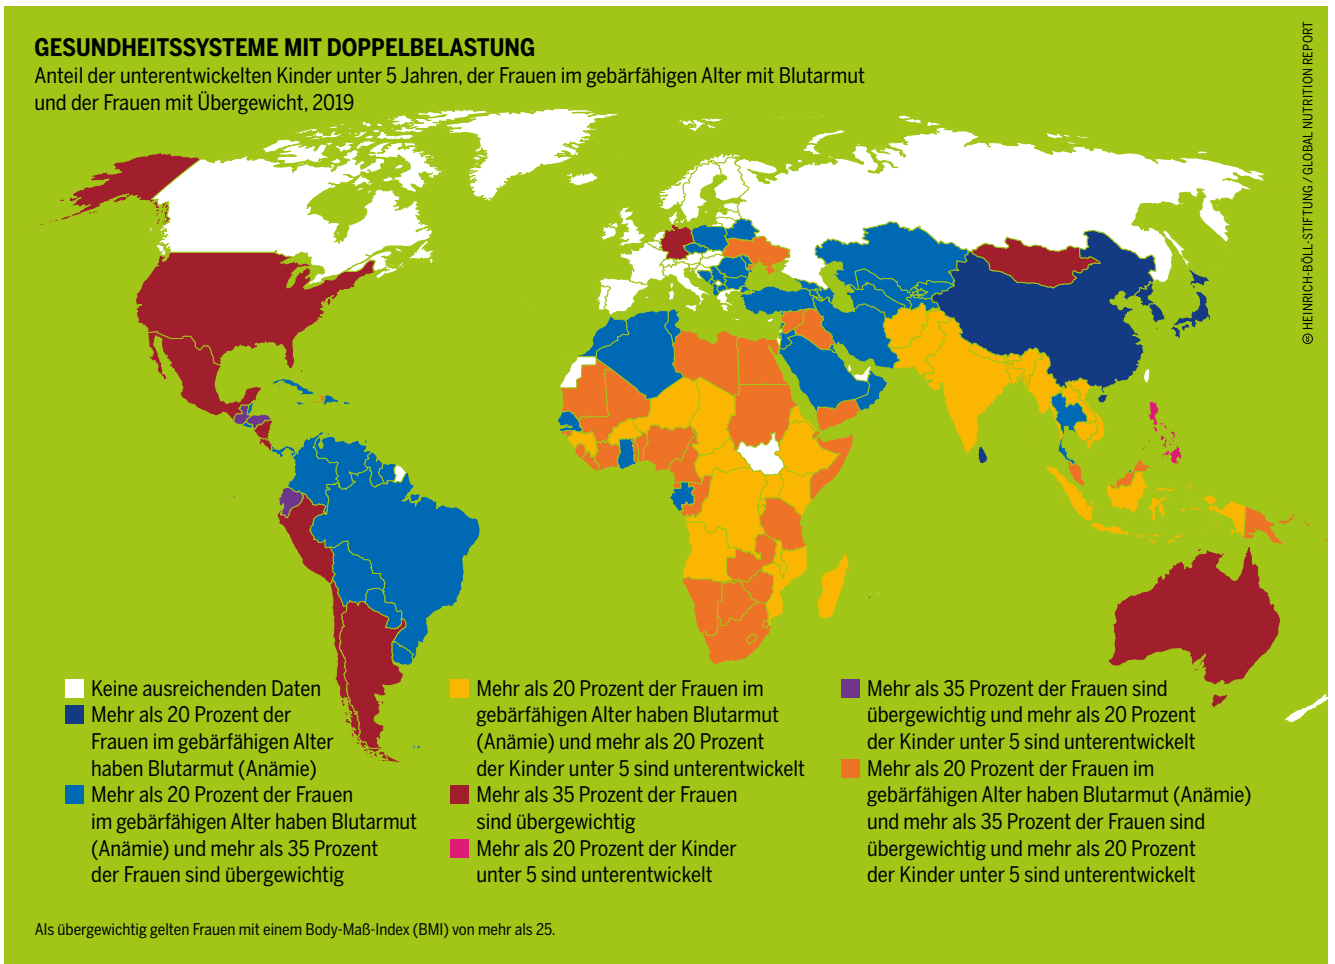 GESUNDHEITSSYSTEME MIT DOPPELBELASTUNG
Anteil der unterentwickelten Kinder unter 5 Jahren, der Frauen im gebärfähigen Alter mit Blutarmut
und der Frauen mit Übergewicht, 2019
© HEINRICH-BÖLL-STIFTUNG / GLOBAL NUTRITION REPORT
Keine ausreichenden Daten
Mehr als 20 Prozent der
Frauen im gebärfähigen Alter
haben Blutarmut (Anämie)
Mehr als 20 Prozent der Frauen
im gebärfähigen Alter haben Blutarmut
(Anämie) und mehr als 35 Prozent
der Frauen sind übergewichtig
Mehr als 20 Prozent der Frauen im
gebärfähigen Alter haben Blutarmut
(Anämie) und mehr als 20 Prozent
der Kinder unter 5 sind unterentwickelt
Mehr als 35 Prozent der Frauen
sind übergewichtig
Mehr als 20 Prozent der Kinder
unter 5 sind unterentwickelt
Mehr als 35 Prozent der Frauen sind
übergewichtig und mehr als 20 Prozent
der Kinder unter 5 sind unterentwickelt
Mehr als 20 Prozent der Frauen im
gebärfähigen Alter haben Blutarmut (Anämie)
und mehr als 35 Prozent der Frauen sind
übergewichtig und mehr als 20 Prozent
der Kinder unter 5 sind unterentwickelt
Als übergewichtig gelten Frauen mit einem Body-Maß-Index (BMI) von mehr als 25.